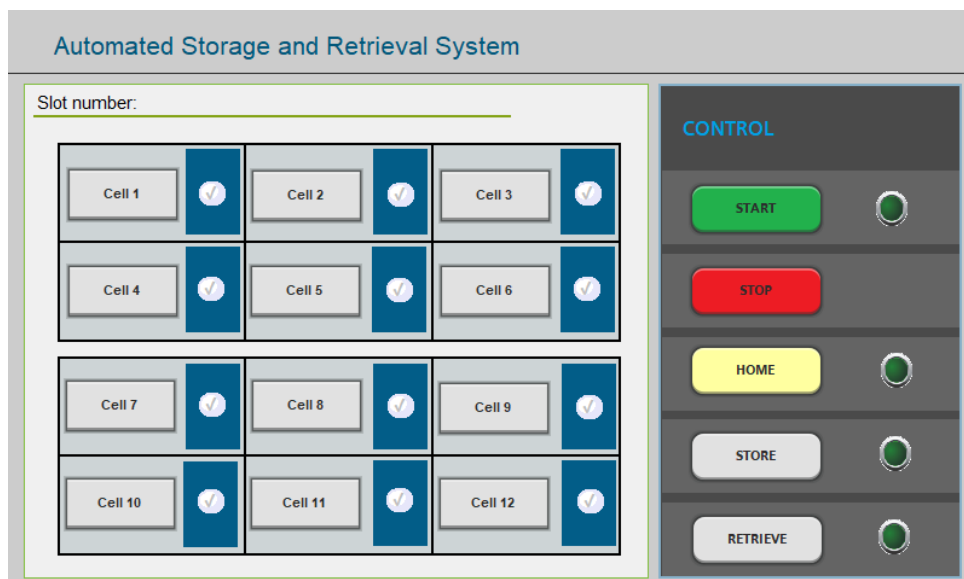 Automated Storage and Retrieval System
Slot number:
CONTROL
Cell 1
Cell 2
Cell 3
START
Cell 4
Cell 5
Cell 6
STOP
HOME
Cell 7
Cell 8
Cell 9
STORE
Cell 10
Cell 11
Cell 12
RETRIEVE